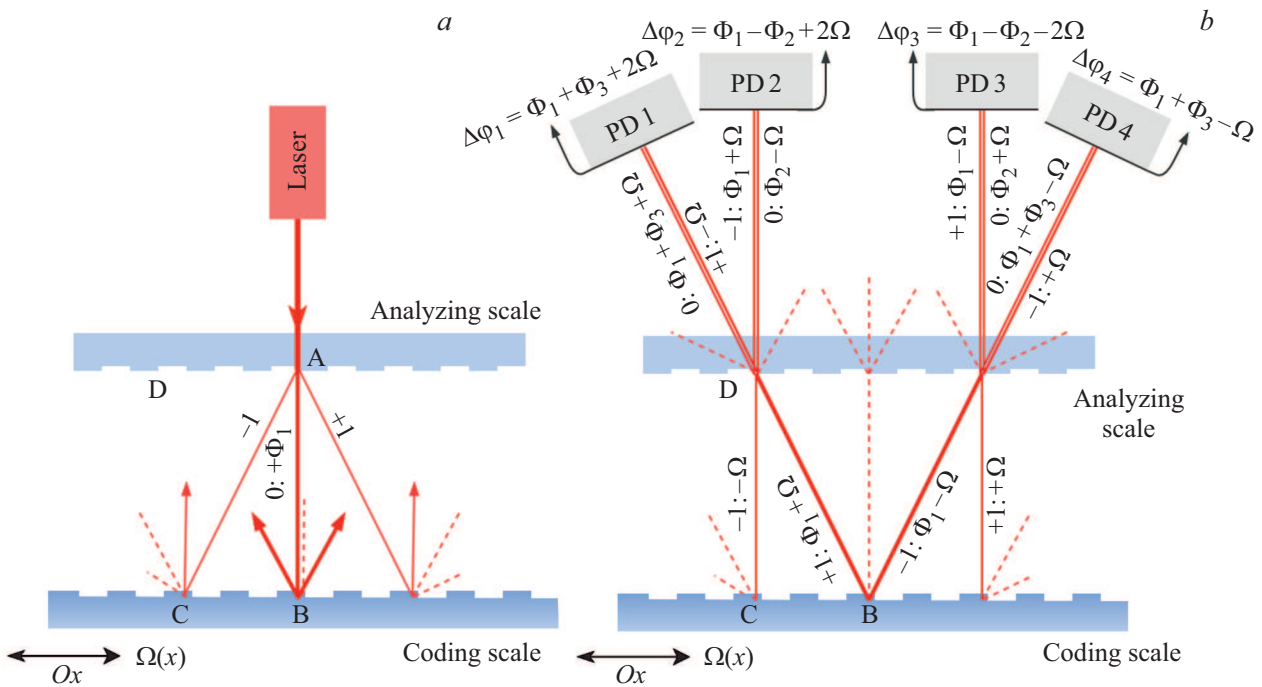 a
Laser
Analyzing scale
A
D
−1
0: +Φ₁
+1
C
B
Coding scale
Ω(x)
Ox
b
Δφ₁ = Φ₁ + Φ₃ + 2Ω
Δφ₂ = Φ₁ − Φ₂ + 2Ω
Δφ₃ = Φ₁ − Φ₂ − 2Ω
Δφ₄ = Φ₁ + Φ₃ − Ω
PD 1
PD 2
PD 3
PD 4
0: Φ₁ + Φ₃ + Ω
+1: −Ω
−1: Φ₁ + Ω
0: Φ₂ − Ω
+1: Φ₁ − Ω
0: Φ₂ + Ω
0: Φ₁ + Φ₃ − Ω
−1: +Ω
D
Analyzing
scale
−1: −Ω
+1: Φ₁ + Ω
−1: Φ₁ − Ω
+1: +Ω
C
B
Coding scale
Ω(x)
Ox